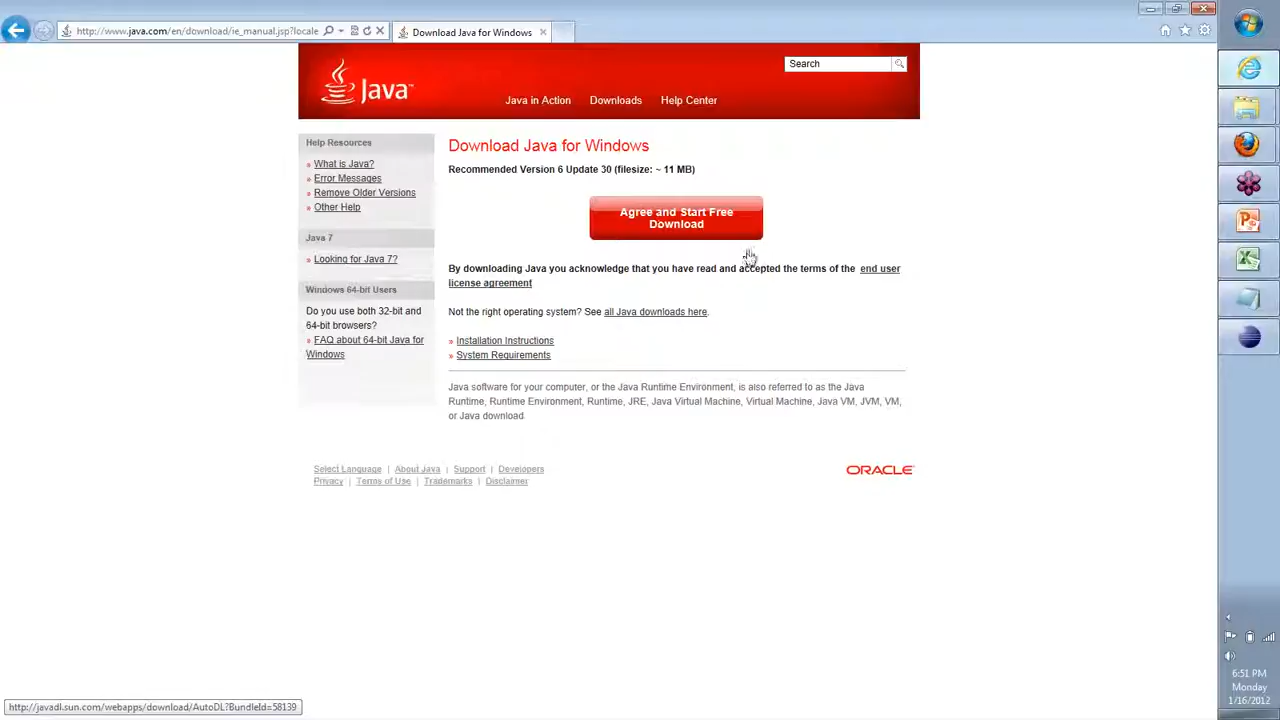 http://www.java.com/en/download/ie_manual.jsp?locale
Download Java for Windows
Java™
Search
Java in Action
Downloads
Help Center
Help Resources
» What is Java?
» Error Messages
» Remove Older Versions
» Other Help
Java 7
» Looking for Java 7?
Windows 64-bit Users
Do you use both 32-bit and
64-bit browsers?
» FAQ about 64-bit Java for
Windows
Download Java for Windows
Recommended Version 6 Update 30 (filesize: ~ 11 MB)
Agree and Start Free
Download
By downloading Java you acknowledge that you have read and accepted the terms of the end user
license agreement
Not the right operating system? See all Java downloads here.
» Installation Instructions
» System Requirements
Java software for your computer, or the Java Runtime Environment, is also referred to as the Java
Runtime, Runtime Environment, Runtime, JRE, Java Virtual Machine, Virtual Machine, Java VM, JVM, VM,
or Java download.
Select Language | About Java | Support | Developers
Privacy | Terms of Use | Trademarks | Disclaimer
ORACLE
http://javadl.sun.com/webapps/download/AutoDL?BundleId=58139
6:51 PM
Monday
1/16/2012